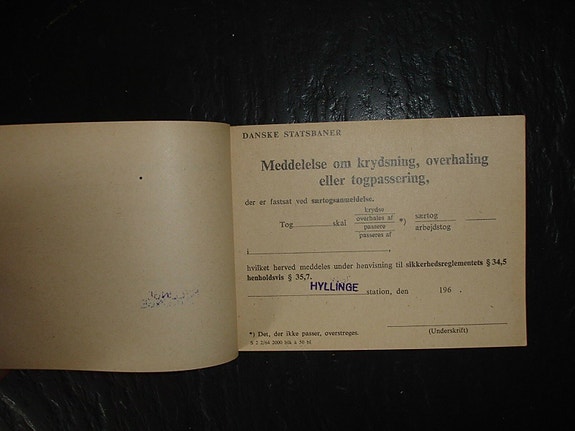 DANSKE STATSBANER
Meddelelse om krydsning, overhaling
eller togpassering,
der er fastsat ved særtogsanmeldelse.
krydse
Tog skal overhales af *) særtog
passere arbejdstog
passeres af
i ,
hvilket herved meddeles under henvisning til sikkerhedsreglementets § 34,5
henholdsvis § 35,7.
HYLLINGE station, den 196 .
*) Det, der ikke passer, overstreges.
(Underskrift)